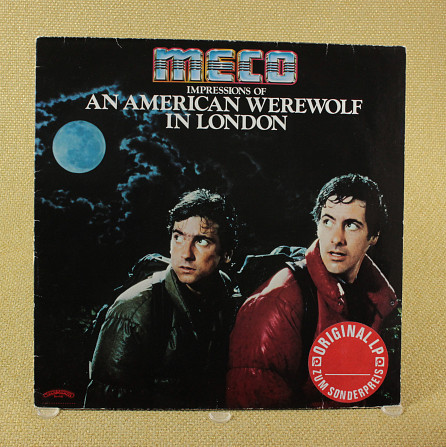 MECO
IMPRESSIONS OF
AN AMERICAN WEREWOLF
IN LONDON
ORIGINAL LP
ZUM SONDERPREIS